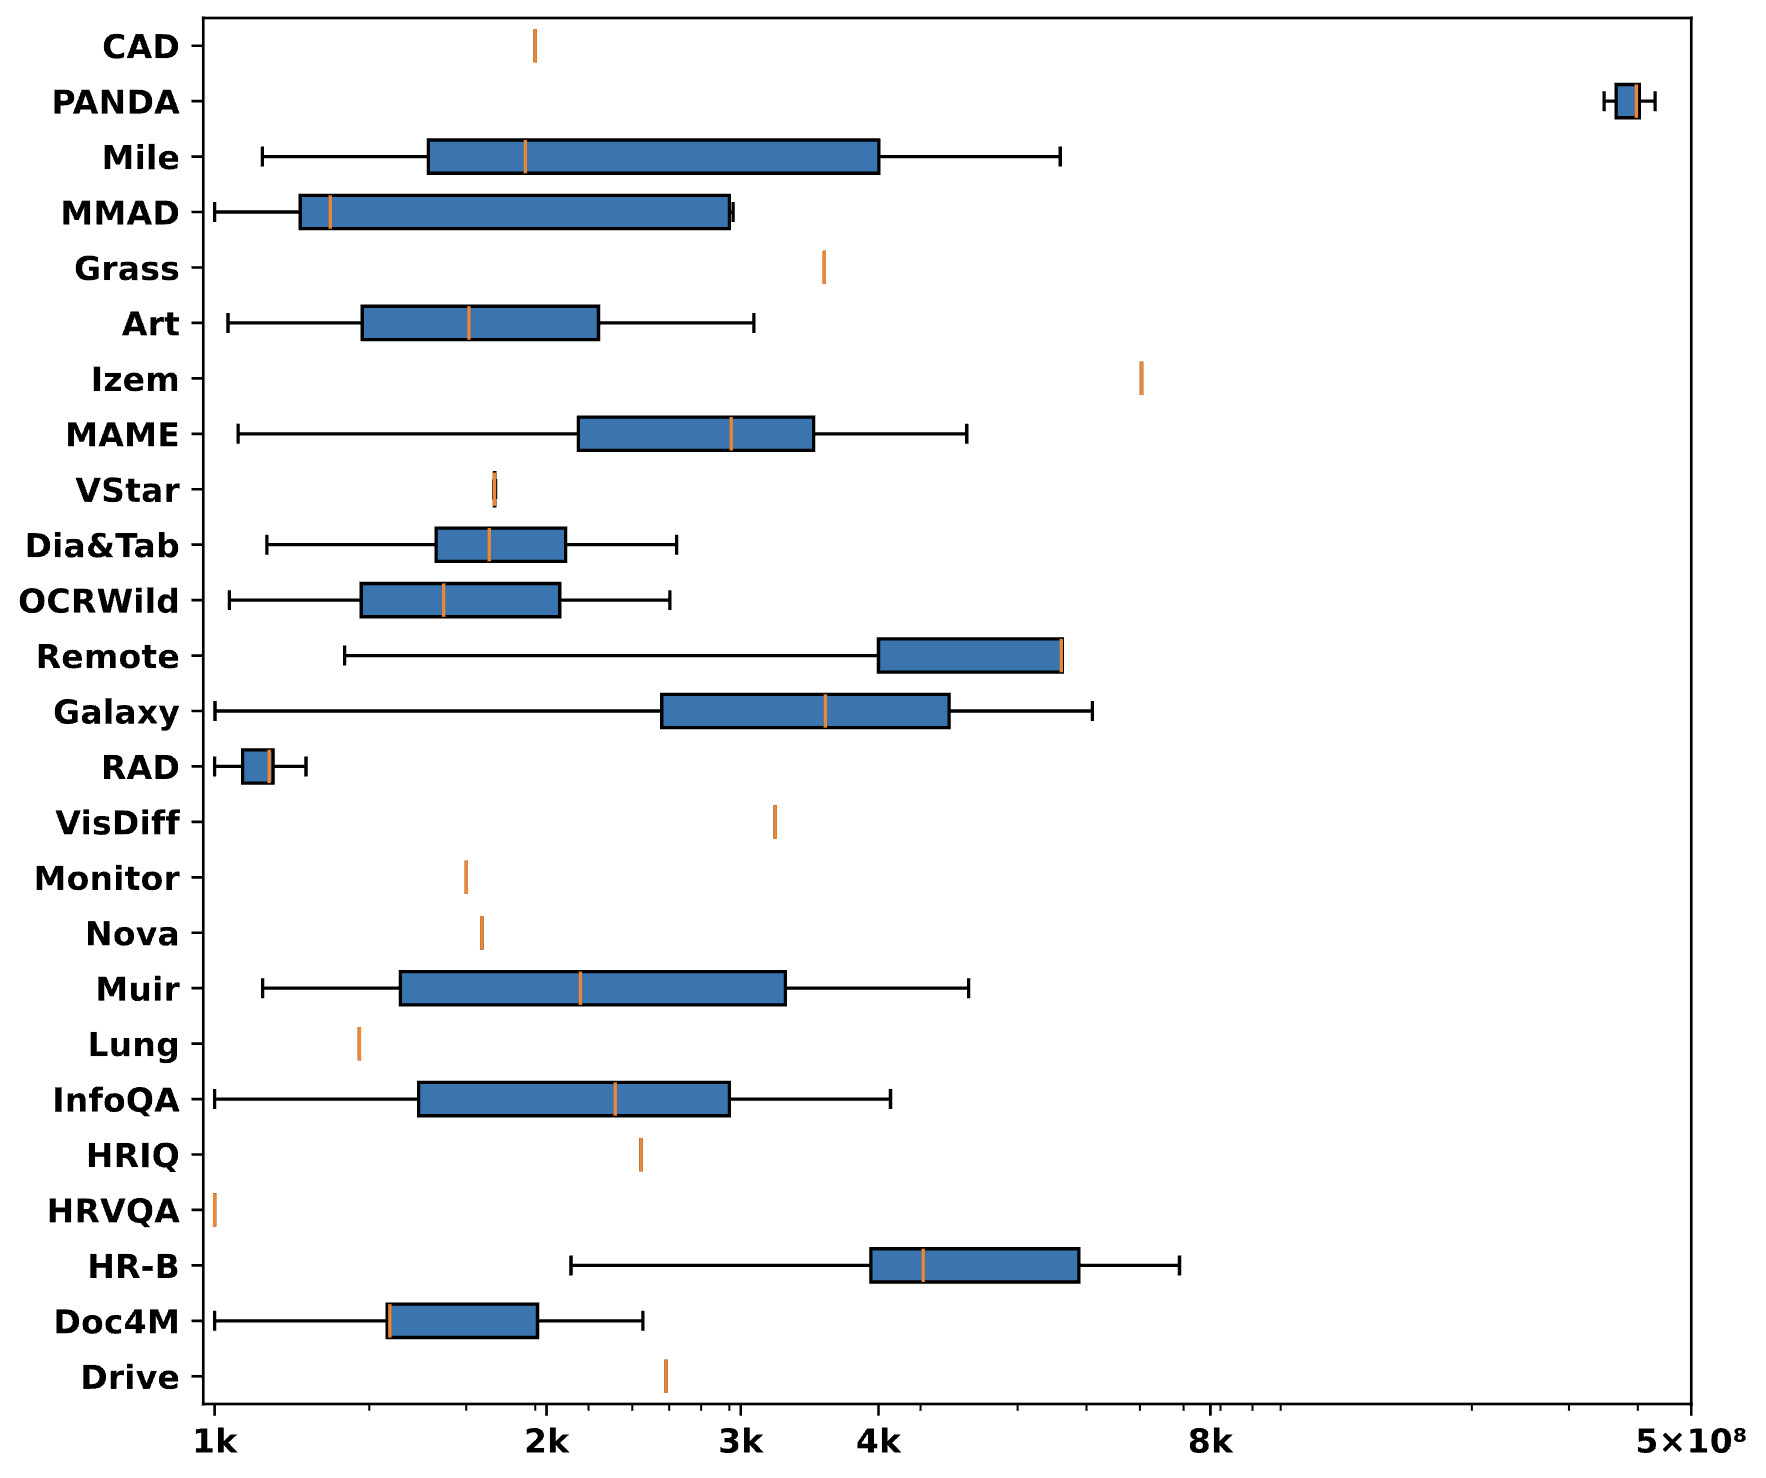 CAD
PANDA
Mile
MMAD
Grass
Art
Izem
MAME
VStar
Dia&Tab
OCRWild
Remote
Galaxy
RAD
VisDiff
Monitor
Nova
Muir
Lung
InfoQA
HRIQ
HRVQA
HR-B
Doc4M
Drive
1k 2k 3k 4k 8k 5×10⁸